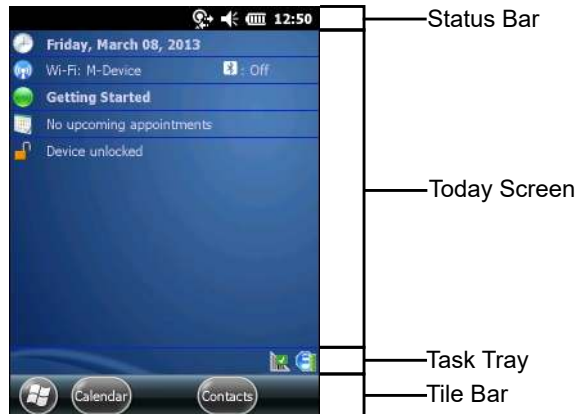 12:50
Status Bar
Friday, March 08, 2013
Wi-Fi: M-Device : Off
Getting Started
No upcoming appointments
Device unlocked
Today Screen
Task Tray
Calendar Contacts
Tile Bar